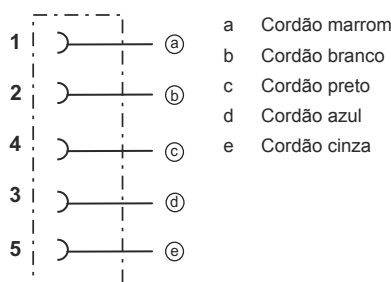 1 a
2 b
4 c
3 d
5 e
a Cordão marrom
b Cordão branco
c Cordão preto
d Cordão azul
e Cordão cinza